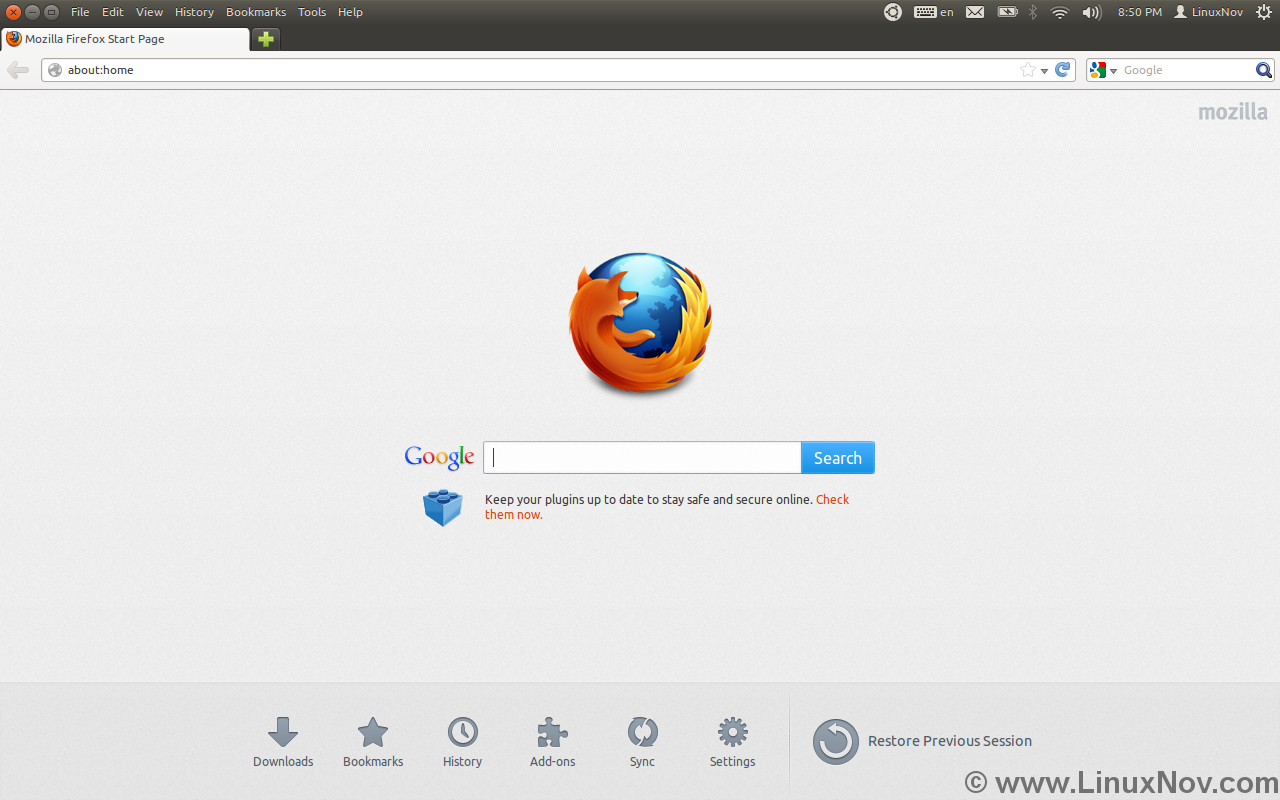 File Edit View History Bookmarks Tools Help en 8:50 PM LinuxNov
Mozilla Firefox Start Page
about:home Google
mozilla
Google Search
Keep your plugins up to date to stay safe and secure online. Check
them now.
Downloads Bookmarks History Add-ons Sync Settings Restore Previous Session
© www.LinuxNov.com